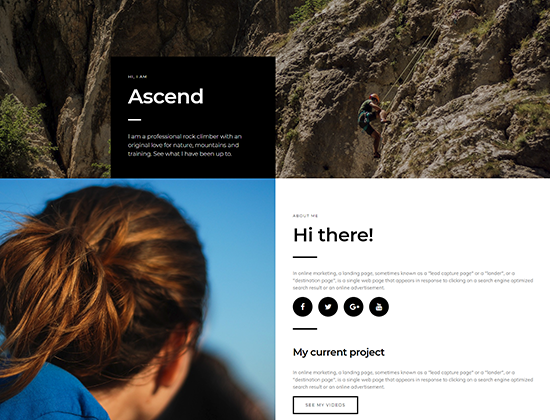 HI, I AM
Ascend
I am a professional rock climber with an
original love for nature, mountains and
training. See what I have been up to.
ABOUT ME
Hi there!
In online marketing, a landing page, sometimes known as a "lead capture page" or a "lander", or a
"destination page", is a single web page that appears in response to clicking on a search engine optimized
search result or an online advertisement.
My current project
In online marketing, a landing page, sometimes known as a "lead capture page" or a "lander", or a
"destination page", is a single web page that appears in response to clicking on a search engine optimized
search result or an online advertisement.
SEE MY VIDEOS